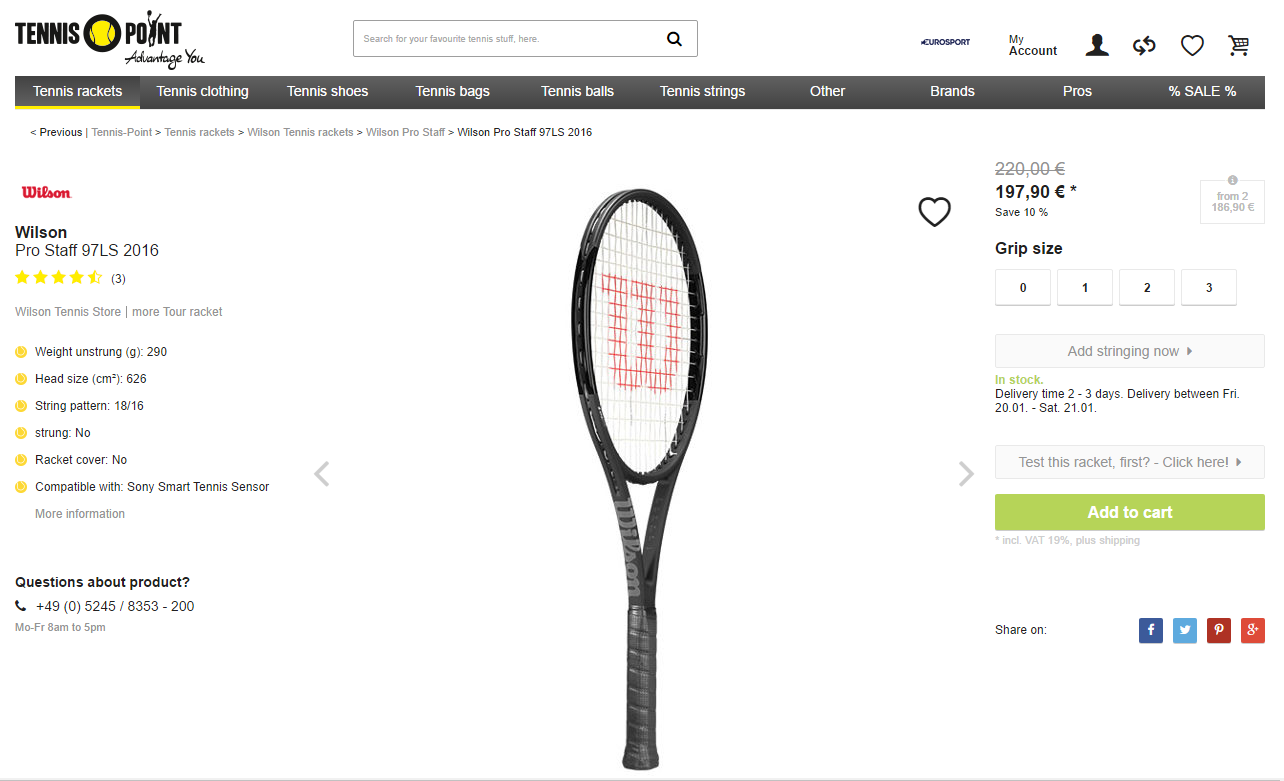 TENNIS POINT
Advantage You
Search for your favourite tennis stuff, here.
EUROSPORT
My
Account
Tennis rackets Tennis clothing Tennis shoes Tennis bags Tennis balls Tennis strings Other Brands Pros % SALE %
< Previous | Tennis-Point > Tennis rackets > Wilson Tennis rackets > Wilson Pro Staff > Wilson Pro Staff 97LS 2016
Wilson
Wilson
Pro Staff 97LS 2016
(3)
Wilson Tennis Store | more Tour racket
Weight unstrung (g): 290
Head size (cm²): 626
String pattern: 18/16
strung: No
Racket cover: No
Compatible with: Sony Smart Tennis Sensor
More information
Questions about product?
+49 (0) 5245 / 8353 - 200
Mo-Fr 8am to 5pm
W
Wilson
220,00 €
197,90 € *
Save 10 %
from 2
186,90 €
Grip size
0 1 2 3
Add stringing now
In stock.
Delivery time 2 - 3 days. Delivery between Fri.
20.01. - Sat. 21.01.
Test this racket, first? - Click here!
Add to cart
* incl. VAT 19%, plus shipping
Share on: